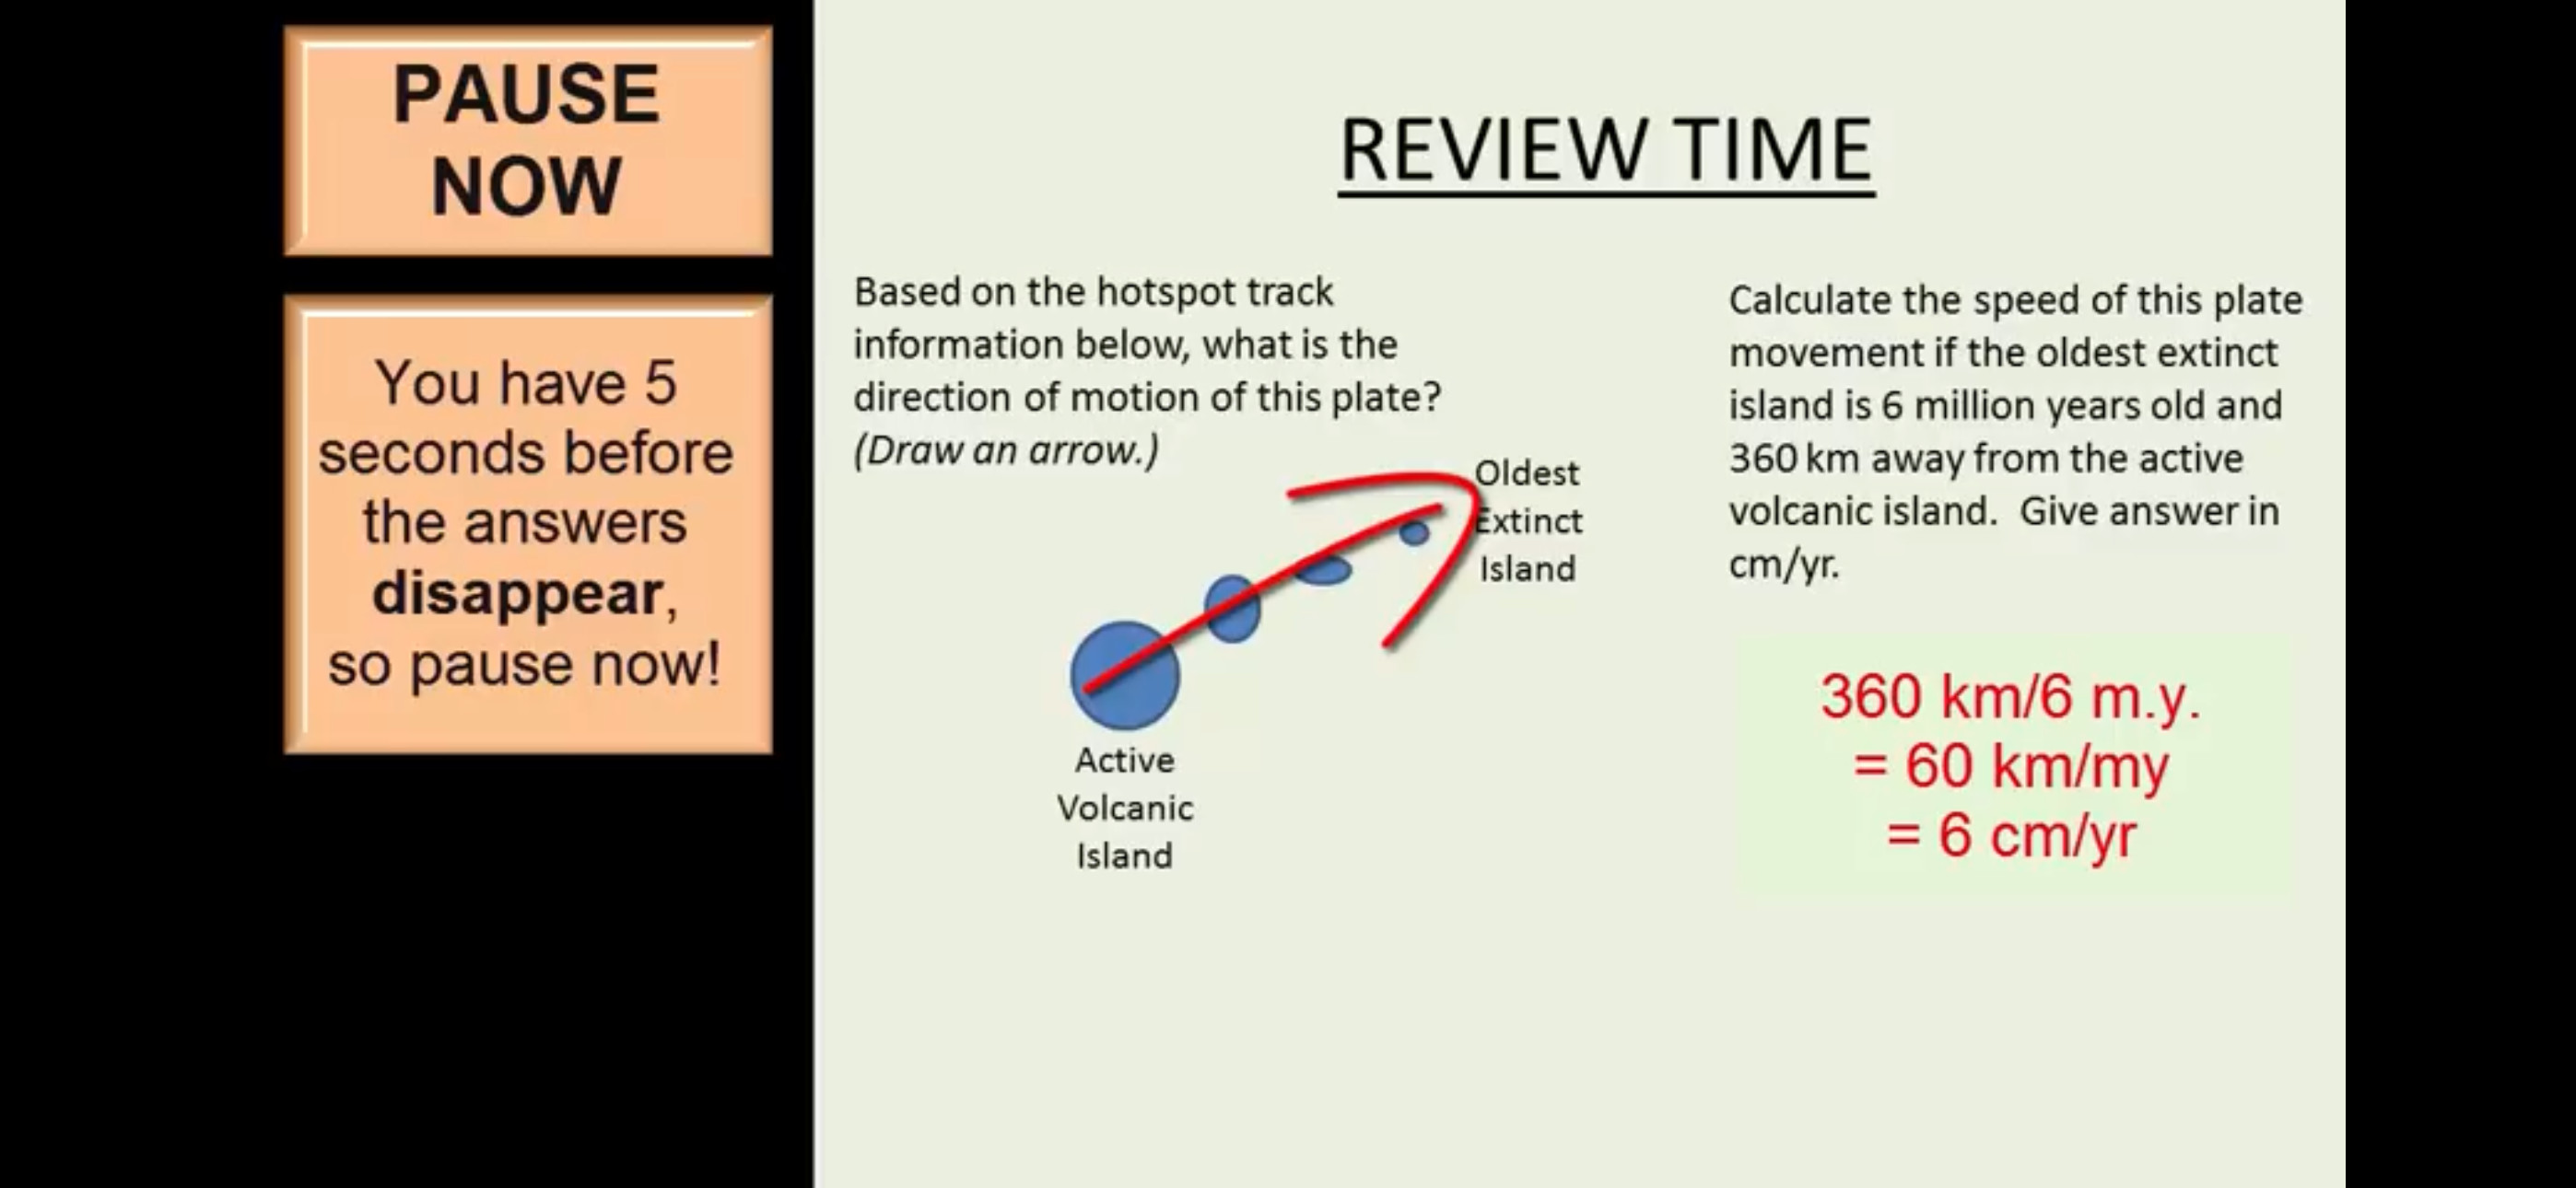 PAUSE
NOW
You have 5
seconds before
the answers
disappear,
so pause now!
REVIEW TIME
Based on the hotspot track
information below, what is the
direction of motion of this plate?
(Draw an arrow.)
Oldest
Extinct
Island
Active
Volcanic
Island
Calculate the speed of this plate
movement if the oldest extinct
island is 6 million years old and
360 km away from the active
volcanic island.  Give answer in
cm/yr.
360 km/6 m.y.
= 60 km/my
= 6 cm/yr